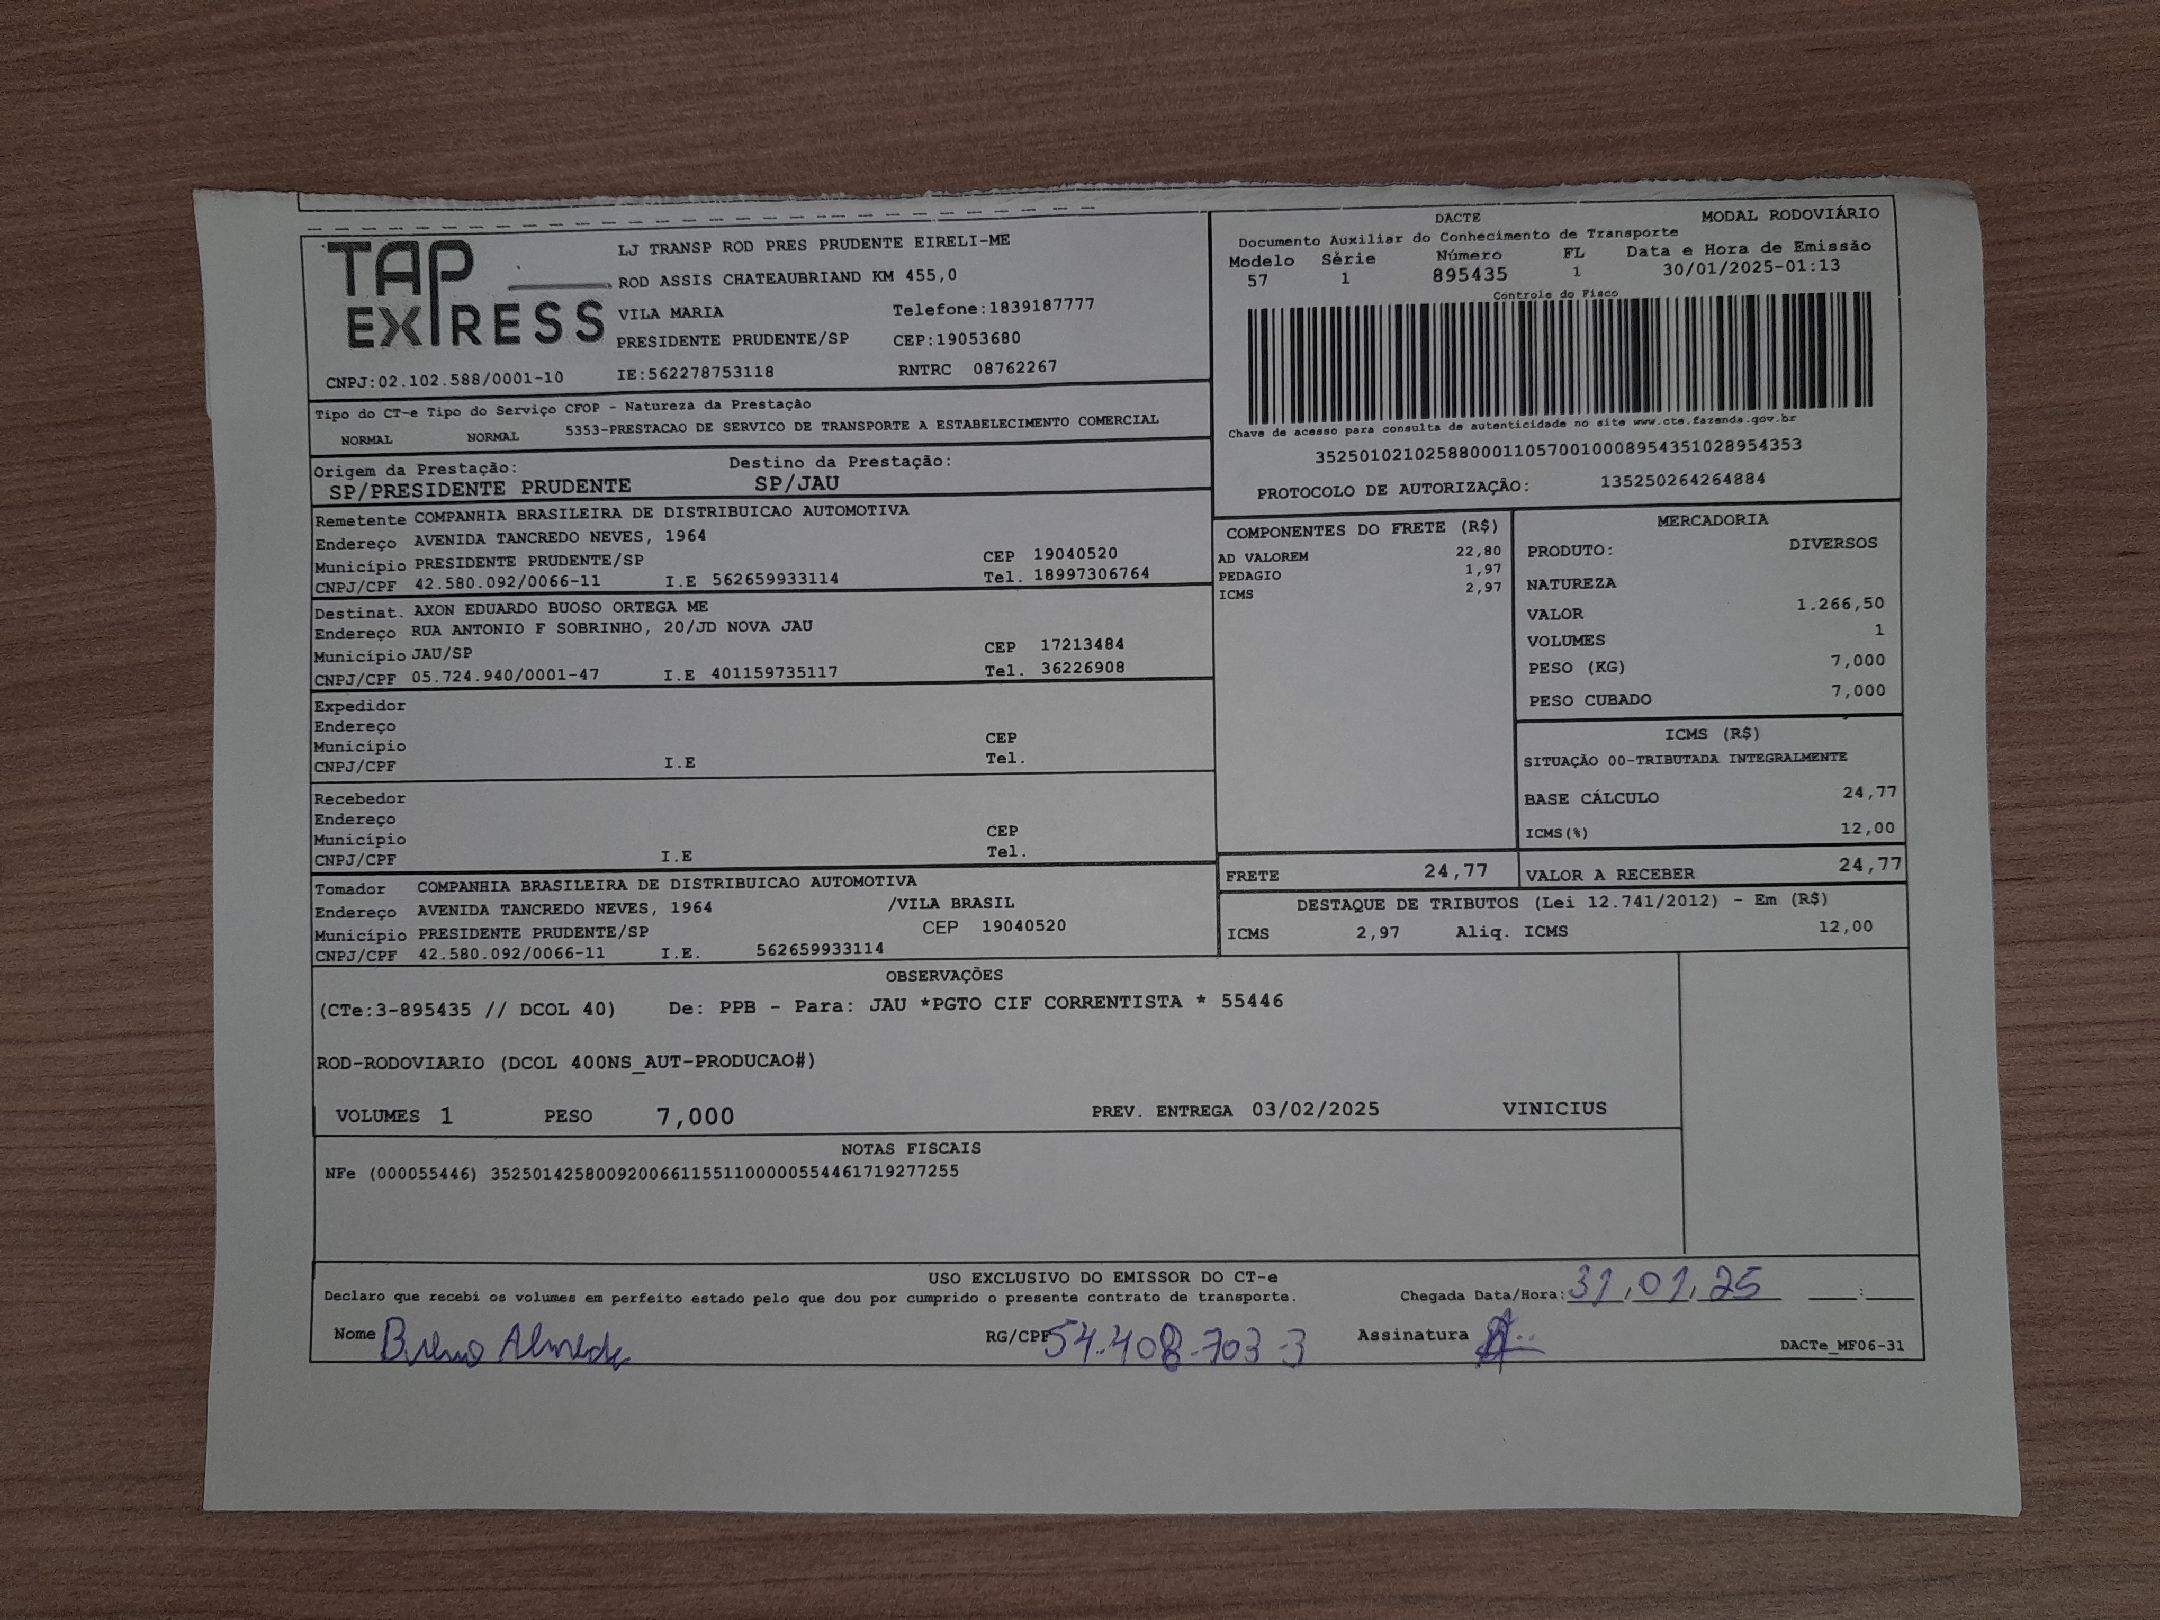 TAP EXPRESS
LJ TRANSP ROD PRES PRUDENTE EIRELI-ME
ROD ASSIS CHATEAUBRIAND KM 455,0
VILA MARIA Telefone:1839187777
PRESIDENTE PRUDENTE/SP CEP:19053680
CNPJ:02.102.588/0001-10 IE:562278753118 RNTRC 08762267
DACTE MODAL RODOVIÁRIO
Documento Auxiliar do Conhecimento de Transporte
Modelo Série Número FL Data e Hora de Emissão
57 1 895435 1 30/01/2025-01:13
Controle do Fisco
Chave de acesso para consulta de autenticidade no site www.cte.fazenda.gov.br
35250102102588000110570010008954351028954353
PROTOCOLO DE AUTORIZAÇÃO: 135250264264884
Tipo do CT-e Tipo do Serviço CFOP - Natureza da Prestação
NORMAL NORMAL 5353-PRESTACAO DE SERVICO DE TRANSPORTE A ESTABELECIMENTO COMERCIAL
Origem da Prestação: Destino da Prestação:
SP/PRESIDENTE PRUDENTE SP/JAU
Remetente COMPANHIA BRASILEIRA DE DISTRIBUICAO AUTOMOTIVA
Endereço AVENIDA TANCREDO NEVES, 1964
Município PRESIDENTE PRUDENTE/SP CEP 19040520
CNPJ/CPF 42.580.092/0066-11 I.E 562659933114 Tel. 18997306764
Destinat. AXON EDUARDO BUOSO ORTEGA ME
Endereço RUA ANTONIO F SOBRINHO, 20/JD NOVA JAU
Município JAU/SP CEP 17213484
CNPJ/CPF 05.724.940/0001-47 I.E 401159735117 Tel. 36226908
Expedidor
Endereço
Município CEP
CNPJ/CPF I.E Tel.
Recebedor
Endereço
Município CEP
CNPJ/CPF I.E Tel.
Tomador COMPANHIA BRASILEIRA DE DISTRIBUICAO AUTOMOTIVA
Endereço AVENIDA TANCREDO NEVES, 1964 /VILA BRASIL
Município PRESIDENTE PRUDENTE/SP CEP 19040520
CNPJ/CPF 42.580.092/0066-11 I.E. 562659933114
COMPONENTES DO FRETE (R$)
AD VALOREM 22,80
PEDAGIO 1,97
ICMS 2,97
MERCADORIA
PRODUTO: DIVERSOS
NATUREZA
VALOR 1.266,50
VOLUMES 1
PESO (KG) 7,000
PESO CUBADO 7,000
ICMS (R$)
SITUAÇÃO 00-TRIBUTADA INTEGRALMENTE
BASE CÁLCULO 24,77
ICMS(%) 12,00
FRETE 24,77 VALOR A RECEBER 24,77
DESTAQUE DE TRIBUTOS (Lei 12.741/2012) - Em (R$)
ICMS 2,97 Aliq. ICMS 12,00
OBSERVAÇÕES
(CTe:3-895435 // DCOL 40) De: PPB - Para: JAU *PGTO CIF CORRENTISTA * 55446
ROD-RODOVIARIO (DCOL 400NS_AUT-PRODUCAO#)
VOLUMES 1 PESO 7,000 PREV. ENTREGA 03/02/2025 VINICIUS
NOTAS FISCAIS
NFe (000055446) 35250142580092006611551100000554461719277255
USO EXCLUSIVO DO EMISSOR DO CT-e
Declaro que recebi os volumes em perfeito estado pelo que dou por cumprido o presente contrato de transporte. Chegada Data/Hora: 31,01,25 :
Nome RG/CPF 54.408.703-3 Assinatura DACTe_MF06-31